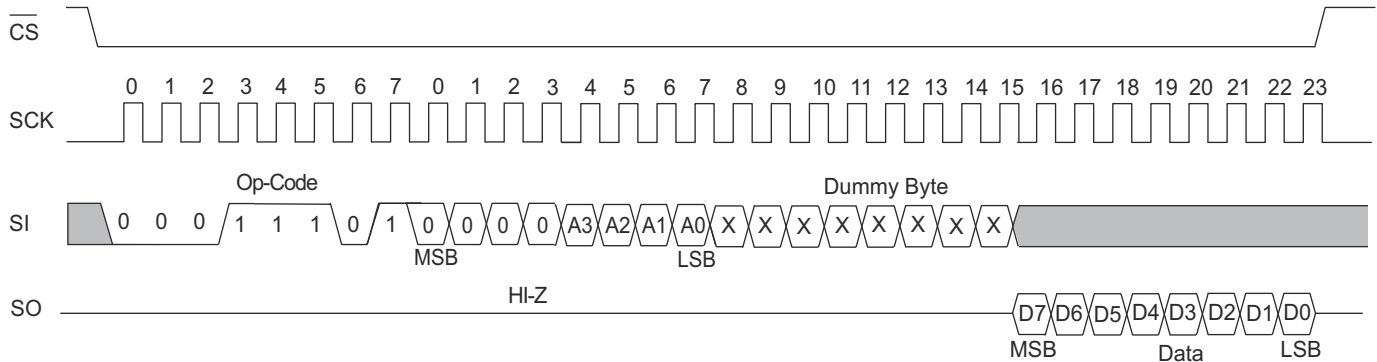 CS
0 1 2 3 4 5 6 7 0 1 2 3 4 5 6 7 8 9 10 11 12 13 14 15 16 17 18 19 20 21 22 23
SCK
Op-Code
Dummy Byte
SI 0 0 0 1 1 1 0 1 0 0 0 0 A3 A2 A1 A0 X X X X X X X X
MSB LSB
HI-Z
SO D7 D6 D5 D4 D3 D2 D1 D0
MSB Data LSB